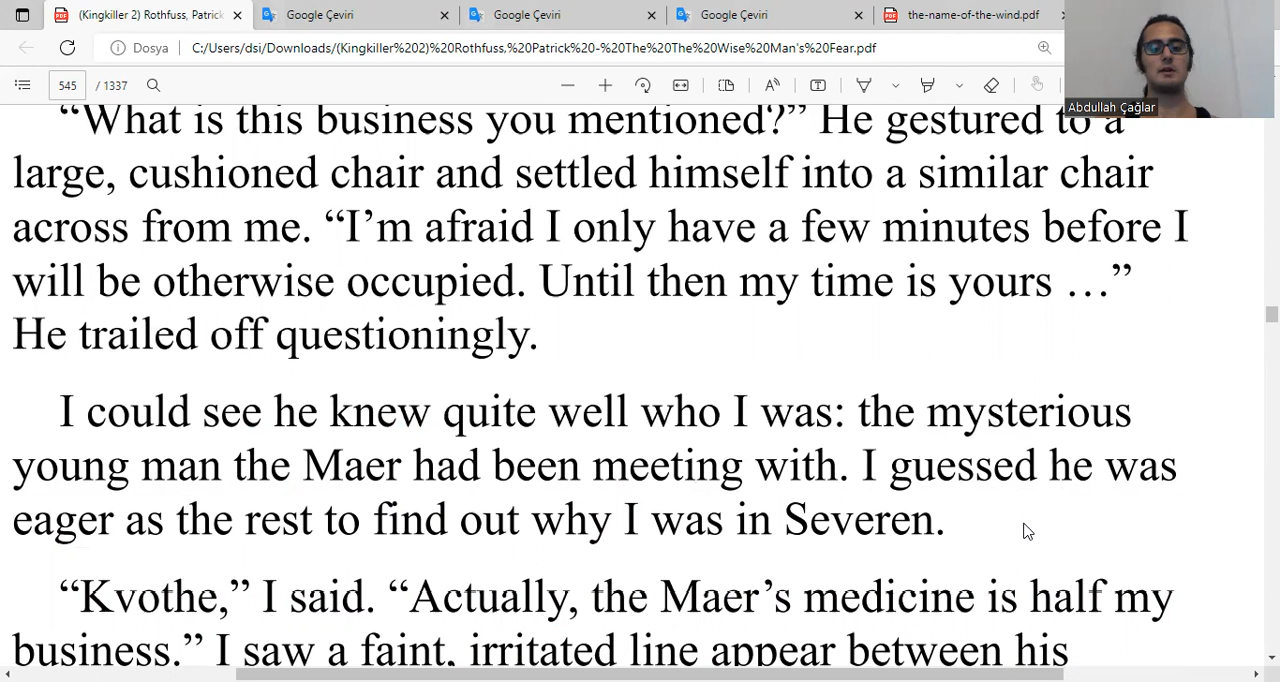 (Kingkiller 2) Rothfuss, Patrick
Google Çeviri
Google Çeviri
Google Çeviri
the-name-of-the-wind.pdf
Dosya
C:/Users/dsi/Downloads/(Kingkiller%202)%20Rothfuss,%20Patrick%20-%20The%20The%20Wise%20Man's%20Fear.pdf
545 / 1337
Abdullah Çağlar
“What is this business you mentioned?” He gestured to a
large, cushioned chair and settled himself into a similar chair
across from me. “I’m afraid I only have a few minutes before I
will be otherwise occupied. Until then my time is yours …”
He trailed off questioningly.
I could see he knew quite well who I was: the mysterious
young man the Maer had been meeting with. I guessed he was
eager as the rest to find out why I was in Severen.
“Kvothe,” I said. “Actually, the Maer’s medicine is half my
business.” I saw a faint, irritated line appear between his